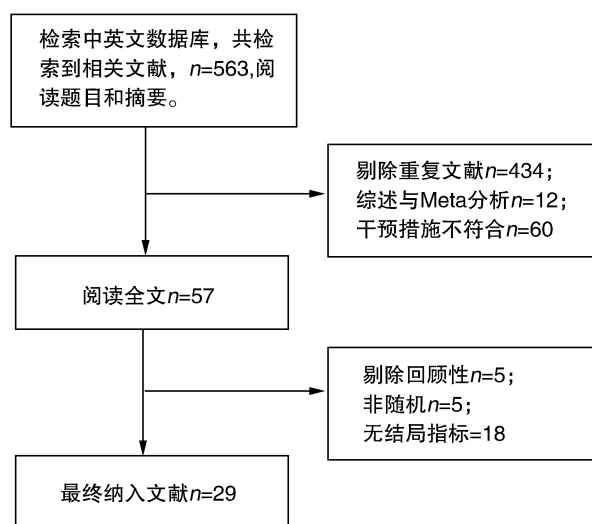 检索中英文数据库，共检
索到相关文献，n=563,阅
读题目和摘要。
剔除重复文献n=434；
综述与Meta分析n=12；
干预措施不符合n=60
阅读全文n=57
剔除回顾性n=5；
非随机n=5；
无结局指标=18
最终纳入文献n=29